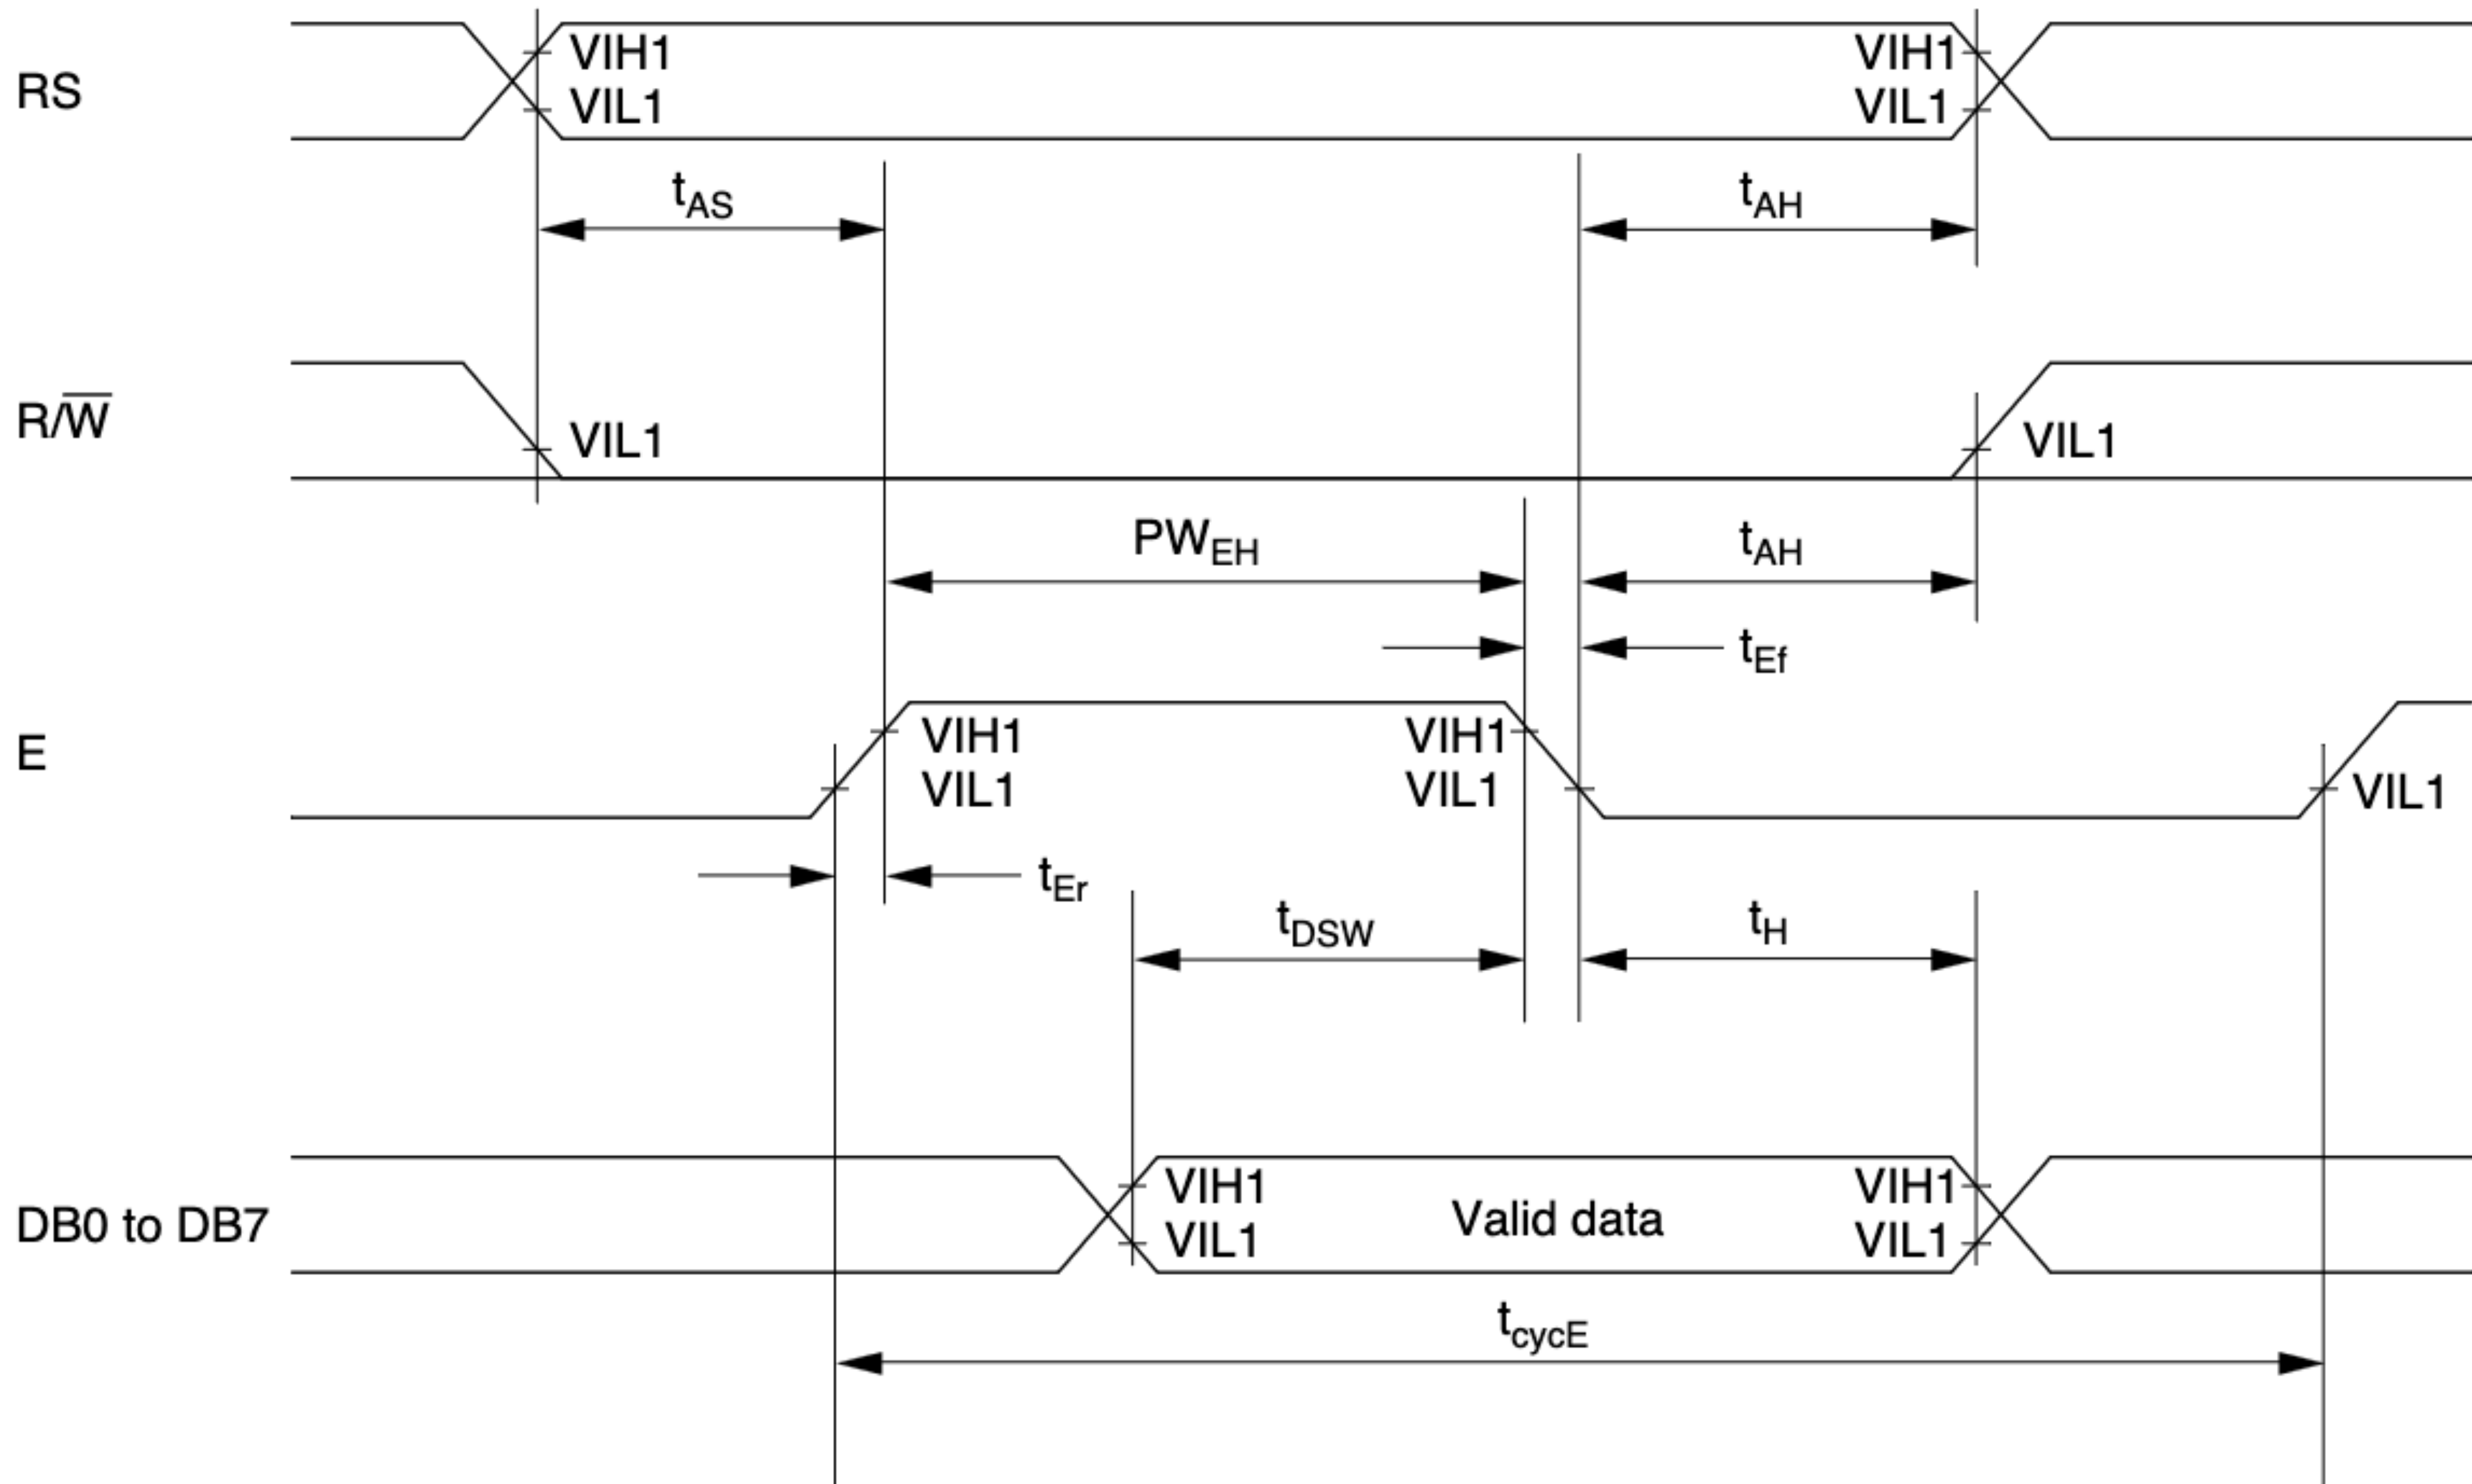 VIH1 VIH1
RS
VIL1 VIL1
tAS tAH
R/W̅
VIL1 VIL1
PWEH tAH
tEf
VIH1 VIH1
E
VIL1 VIL1 VIL1
tEr
tDSW tH
VIH1 VIH1
DB0 to DB7 Valid data
VIL1 VIL1
tcycE